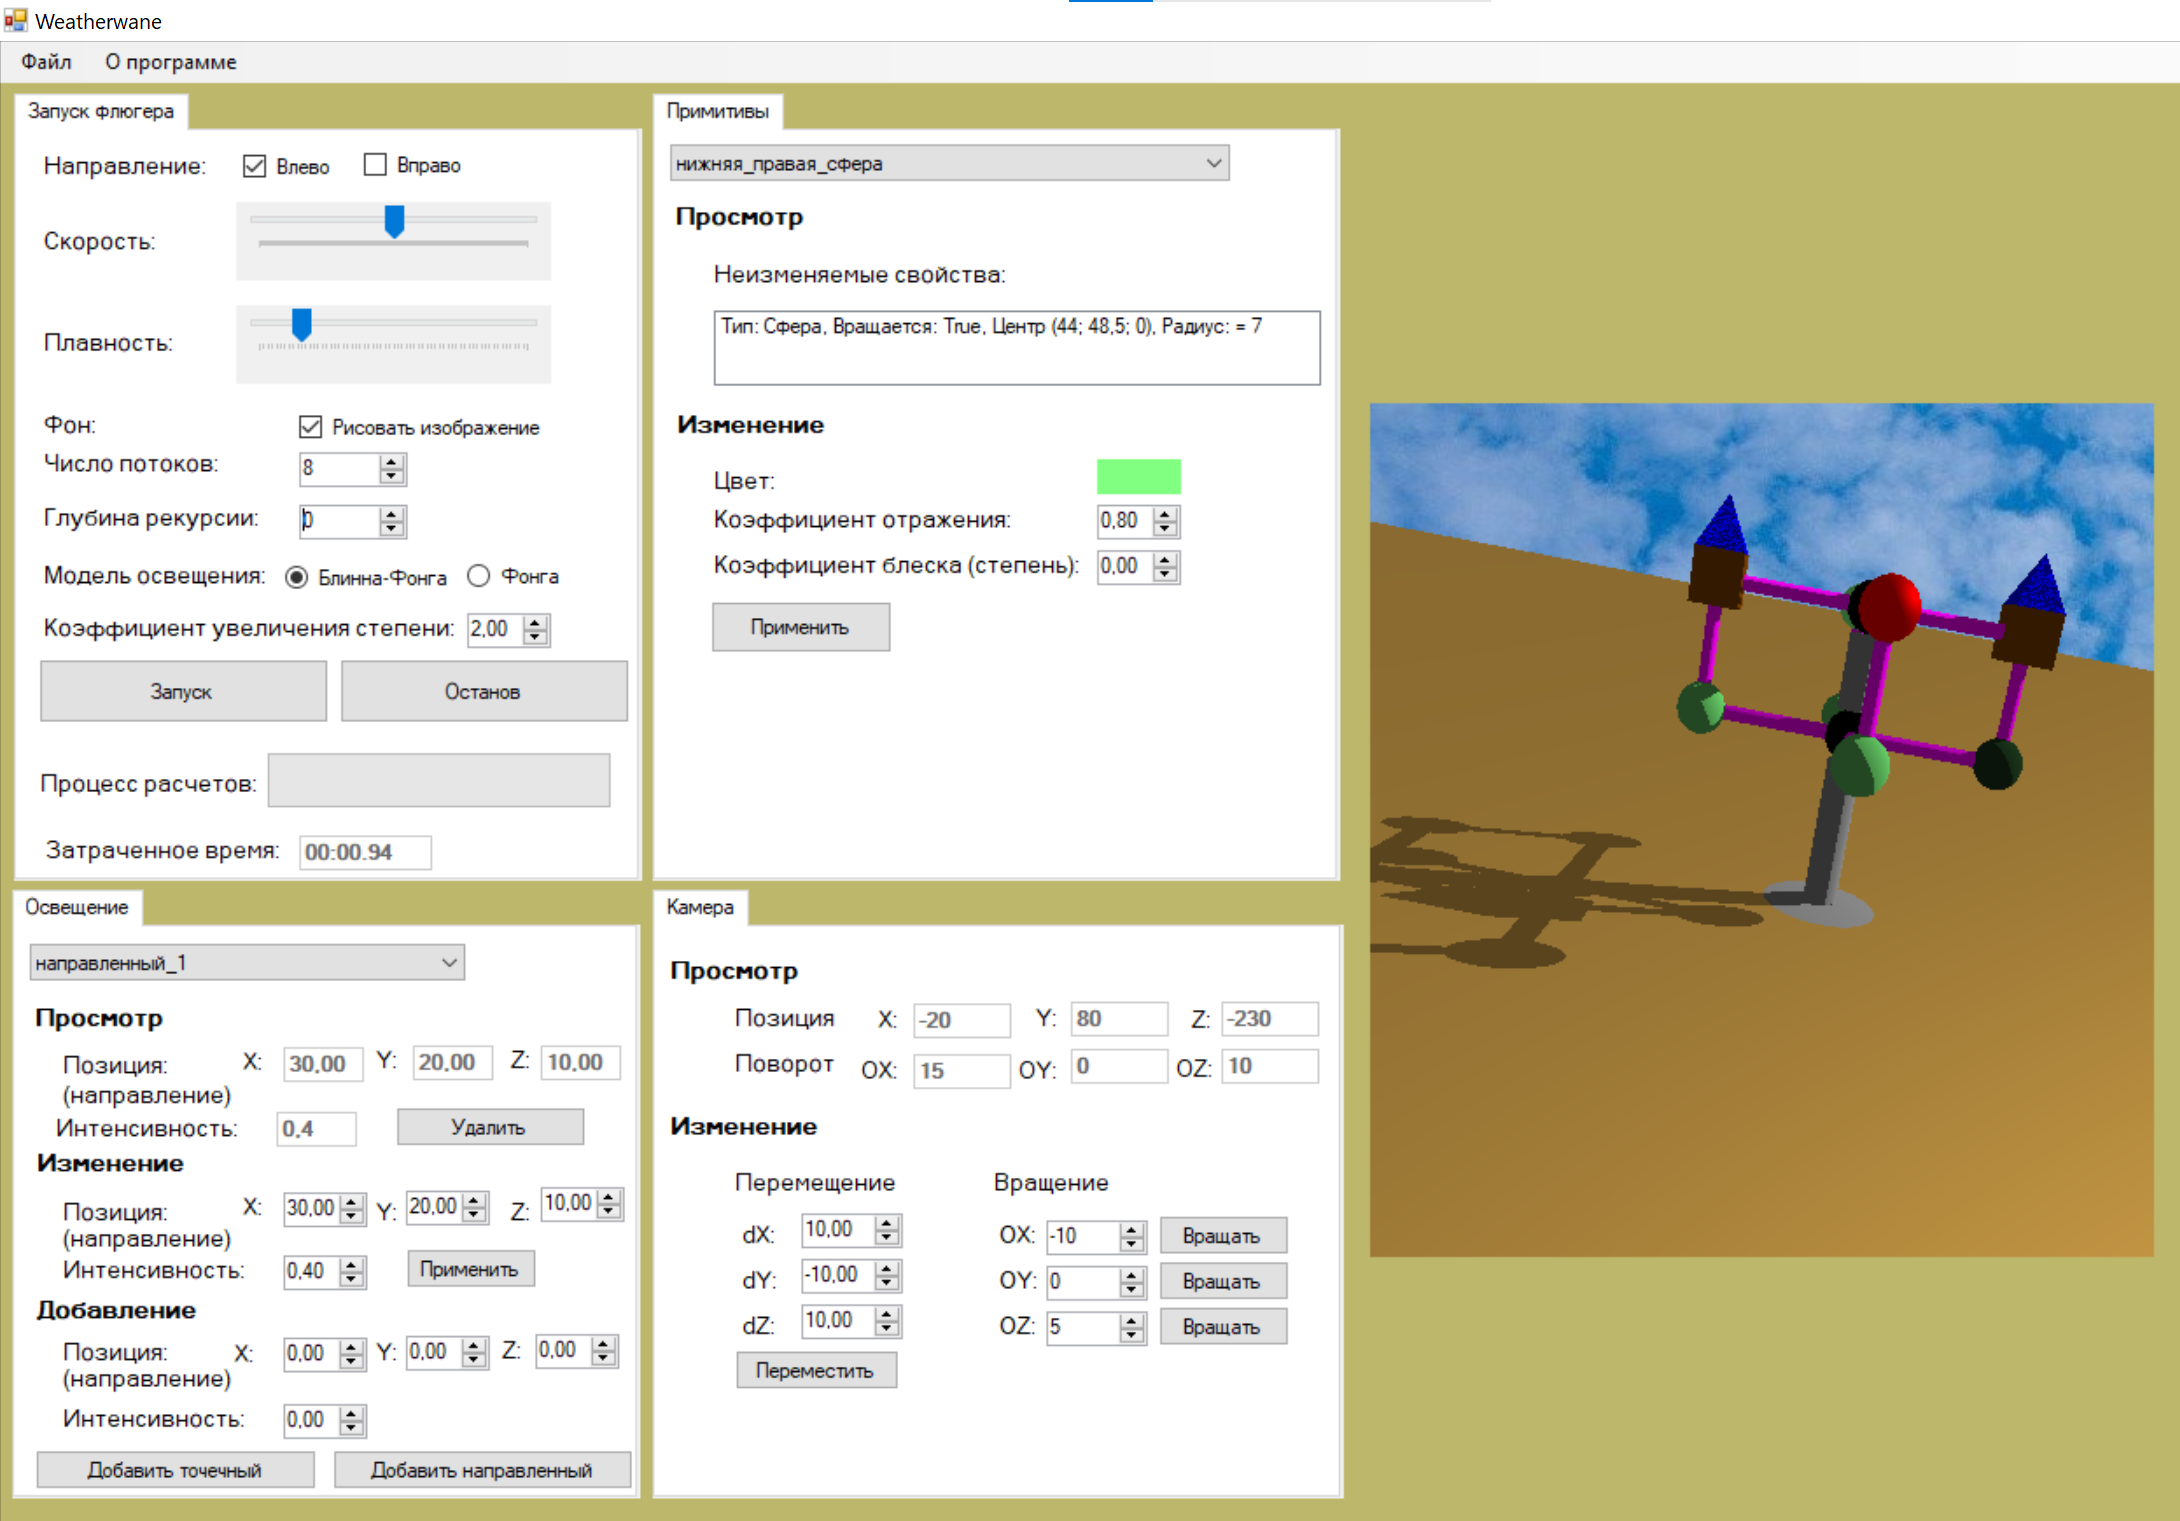 Weatherwane
Файл О программе
Запуск флюгера
Направление: Влево Вправо
Скорость:
Плавность:
Фон: Рисовать изображение
Число потоков: 8
Глубина рекурсии: 0
Модель освещения: Блинна-Фонга Фонга
Коэффициент увеличения степени: 2,00
Запуск Останов
Процесс расчетов:
Затраченное время: 00:00.94
Примитивы
нижняя_правая_сфера
Просмотр
Неизменяемые свойства:
Тип: Сфера, Вращается: True, Центр (44; 48,5; 0), Радиус: = 7
Изменение
Цвет:
Коэффициент отражения: 0,80
Коэффициент блеска (степень): 0,00
Применить
Освещение
направленный_1
Просмотр
Позиция: X: 30,00 Y: 20,00 Z: 10,00
(направление)
Интенсивность: 0,4 Удалить
Изменение
Позиция: X: 30,00 Y: 20,00 Z: 10,00
(направление)
Интенсивность: 0,40 Применить
Добавление
Позиция: X: 0,00 Y: 0,00 Z: 0,00
(направление)
Интенсивность: 0,00
Добавить точечный Добавить направленный
Камера
Просмотр
Позиция X: -20 Y: 80 Z: -230
Поворот OX: 15 OY: 0 OZ: 10
Изменение
Перемещение Вращение
dX: 10,00 OX: -10 Вращать
dY: -10,00 OY: 0 Вращать
dZ: 10,00 OZ: 5 Вращать
Переместить